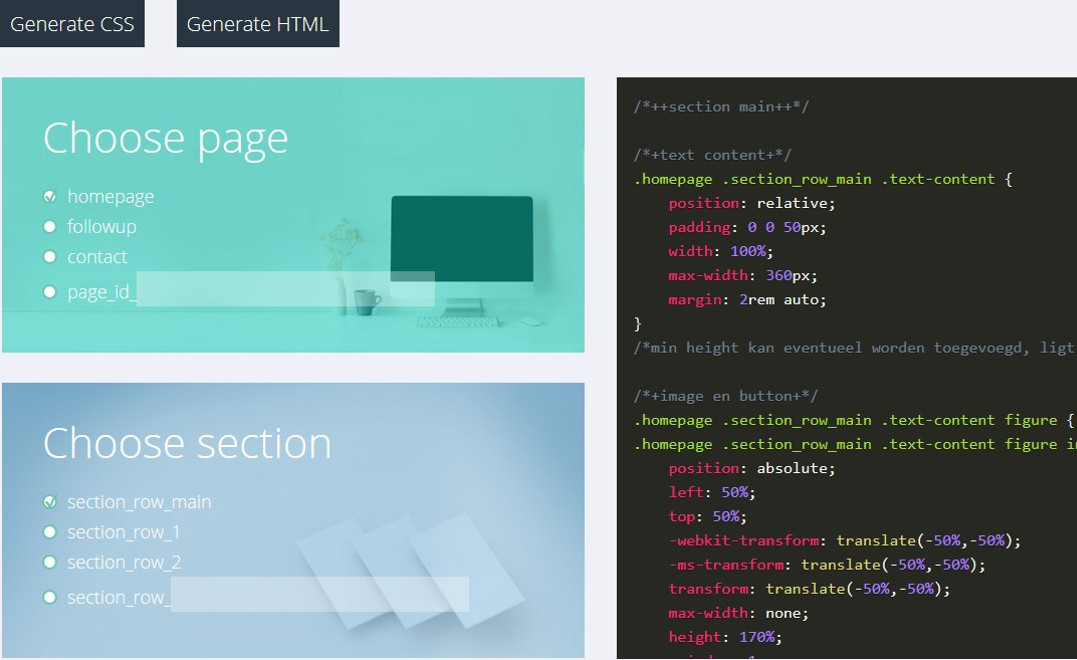 Generate CSS
Generate HTML
Choose page
homepage
followup
contact
page_id_
Choose section
section_row_main
section_row_1
section_row_2
section_row_
/*++section main++*/
/*+text content+*/
.homepage .section_row_main .text-content {
position: relative;
padding: 0 0 50px;
width: 100%;
max-width: 360px;
margin: 2rem auto;
}
/*min height kan eventueel worden toegevoegd, ligt
/*+image en button+*/
.homepage .section_row_main .text-content figure {
.homepage .section_row_main .text-content figure
position: absolute;
left: 50%;
top: 50%;
-webkit-transform: translate(-50%,-50%);
-ms-transform: translate(-50%,-50%);
transform: translate(-50%,-50%);
max-width: none;
height: 170%;